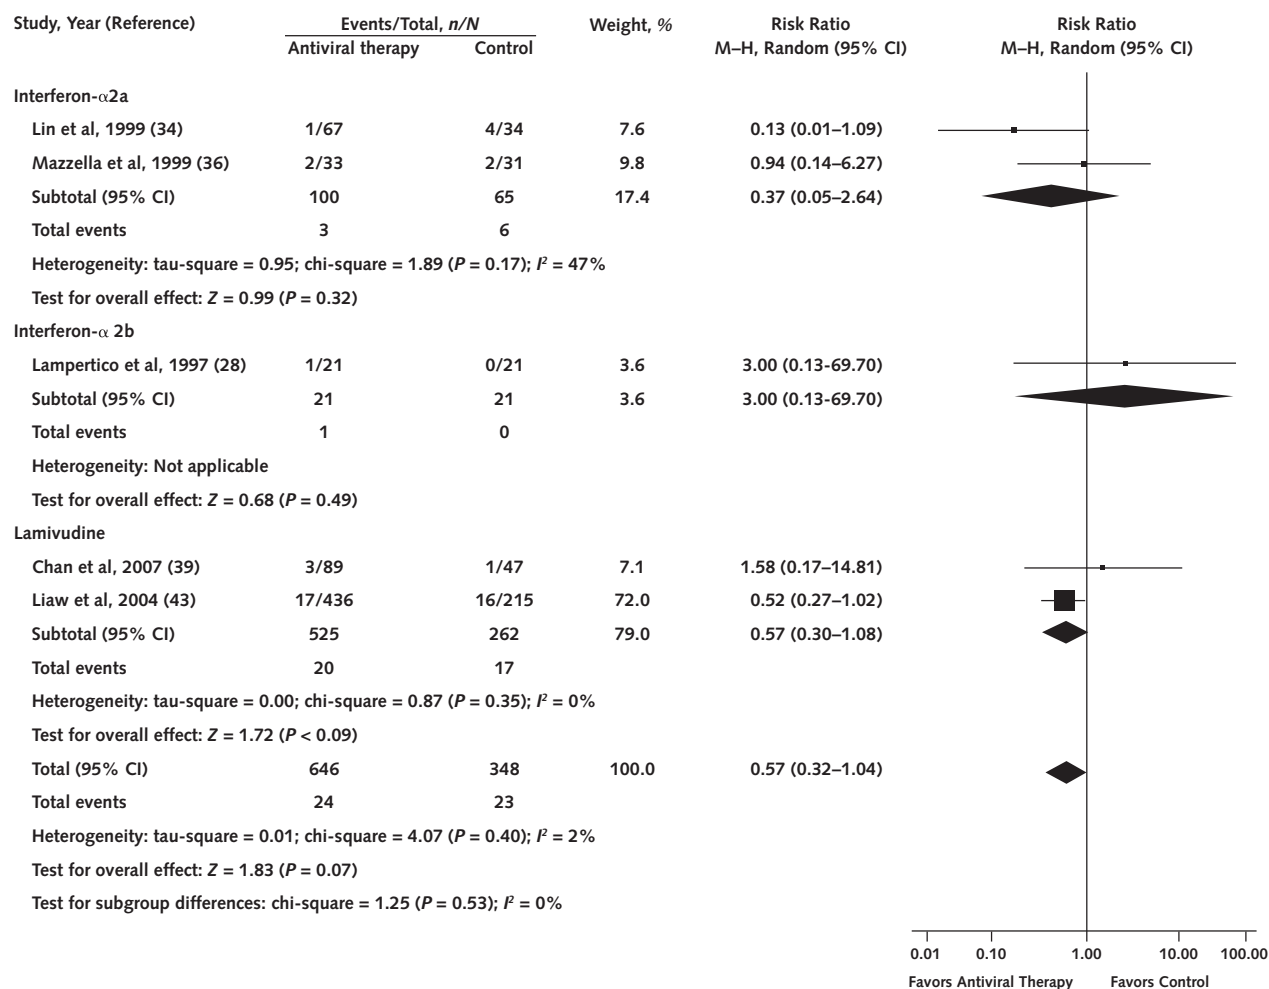 Study, Year (Reference) Events/Total, n/N Weight, % Risk Ratio Risk Ratio
Antiviral therapy Control M–H, Random (95% CI) M–H, Random (95% CI)
Interferon-α2a
Lin et al, 1999 (34) 1/67 4/34 7.6 0.13 (0.01–1.09)
Mazzella et al, 1999 (36) 2/33 2/31 9.8 0.94 (0.14–6.27)
Subtotal (95% CI) 100 65 17.4 0.37 (0.05–2.64)
Total events 3 6
Heterogeneity: tau-square = 0.95; chi-square = 1.89 (P = 0.17); I² = 47%
Test for overall effect: Z = 0.99 (P = 0.32)
Interferon-α 2b
Lampertico et al, 1997 (28) 1/21 0/21 3.6 3.00 (0.13-69.70)
Subtotal (95% CI) 21 21 3.6 3.00 (0.13-69.70)
Total events 1 0
Heterogeneity: Not applicable
Test for overall effect: Z = 0.68 (P = 0.49)
Lamivudine
Chan et al, 2007 (39) 3/89 1/47 7.1 1.58 (0.17–14.81)
Liaw et al, 2004 (43) 17/436 16/215 72.0 0.52 (0.27–1.02)
Subtotal (95% CI) 525 262 79.0 0.57 (0.30–1.08)
Total events 20 17
Heterogeneity: tau-square = 0.00; chi-square = 0.87 (P = 0.35); I² = 0%
Test for overall effect: Z = 1.72 (P < 0.09)
Total (95% CI) 646 348 100.0 0.57 (0.32–1.04)
Total events 24 23
Heterogeneity: tau-square = 0.01; chi-square = 4.07 (P = 0.40); I² = 2%
Test for overall effect: Z = 1.83 (P = 0.07)
Test for subgroup differences: chi-square = 1.25 (P = 0.53); I² = 0%
0.01 0.10 1.00 10.00 100.00
Favors Antiviral Therapy Favors Control